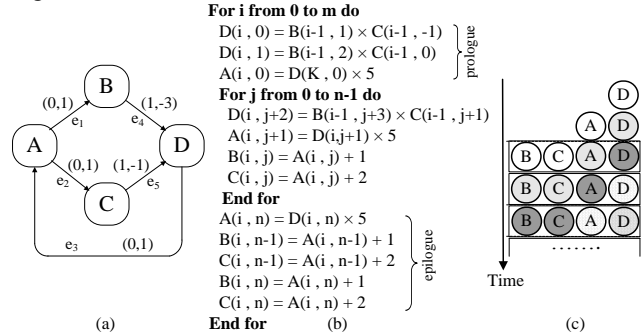 B
(0,1)
(1,-3)
e1
e4
A
D
(0,1)
(1,-1)
e2
e5
C
e3
(0,1)
(a)
For i from 0 to m do
D(i , 0)= B(i-1 , 1) × C(i-1 , -1)
D(i , 1)= B(i-1 , 2) × C(i-1 , 0)
A(i , 0)= D(K , 0) × 5
prologue
For j from 0 to n-1 do
D(i , j+2) = B(i-1 , j+3) × C(i-1 , j+1)
A(i , j+1) = D(i,j+1) × 5
B(i , j) = A(i , j) + 1
C(i , j) = A(i , j) + 2
End for
A(i , n) = D(i , n) × 5
B(i , n-1) = A(i , n-1) + 1
C(i , n-1) = A(i , n-1) + 2
B(i , n) = A(i , n) + 1
C(i , n) = A(i , n) + 2
epilogue
End for
(b)
D
A D
B C A D
B C A D
B C A D
.......
Time
(c)